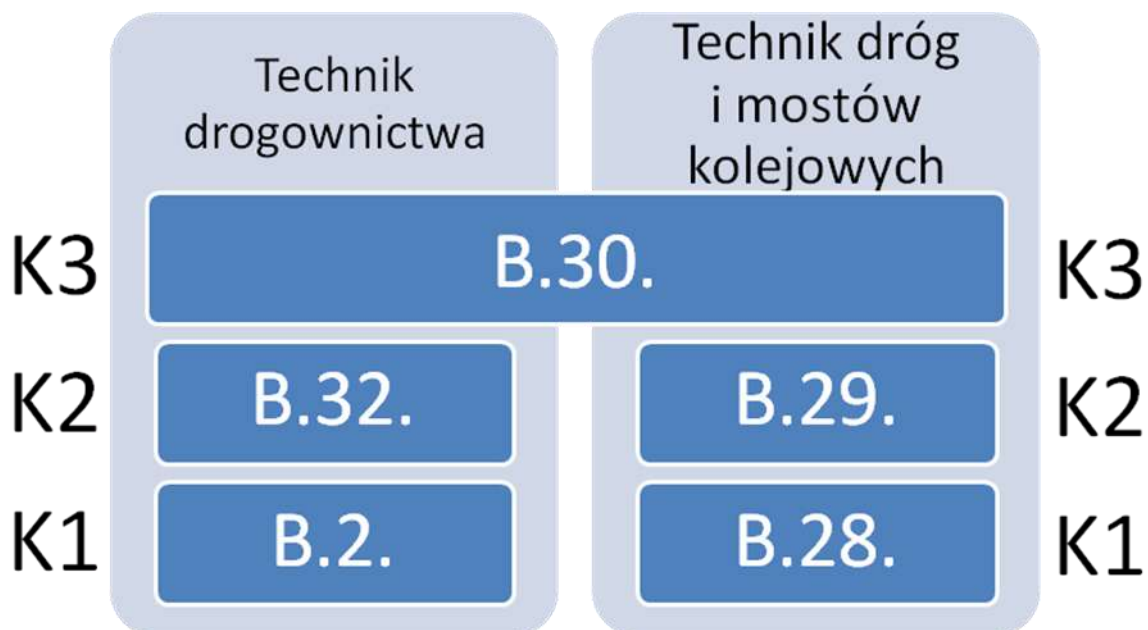 Technik
drogownictwa
Technik dróg
i mostów
kolejowych
K3
B.30.
K3
K2
B.32.
B.29.
K2
K1
B.2.
B.28.
K1